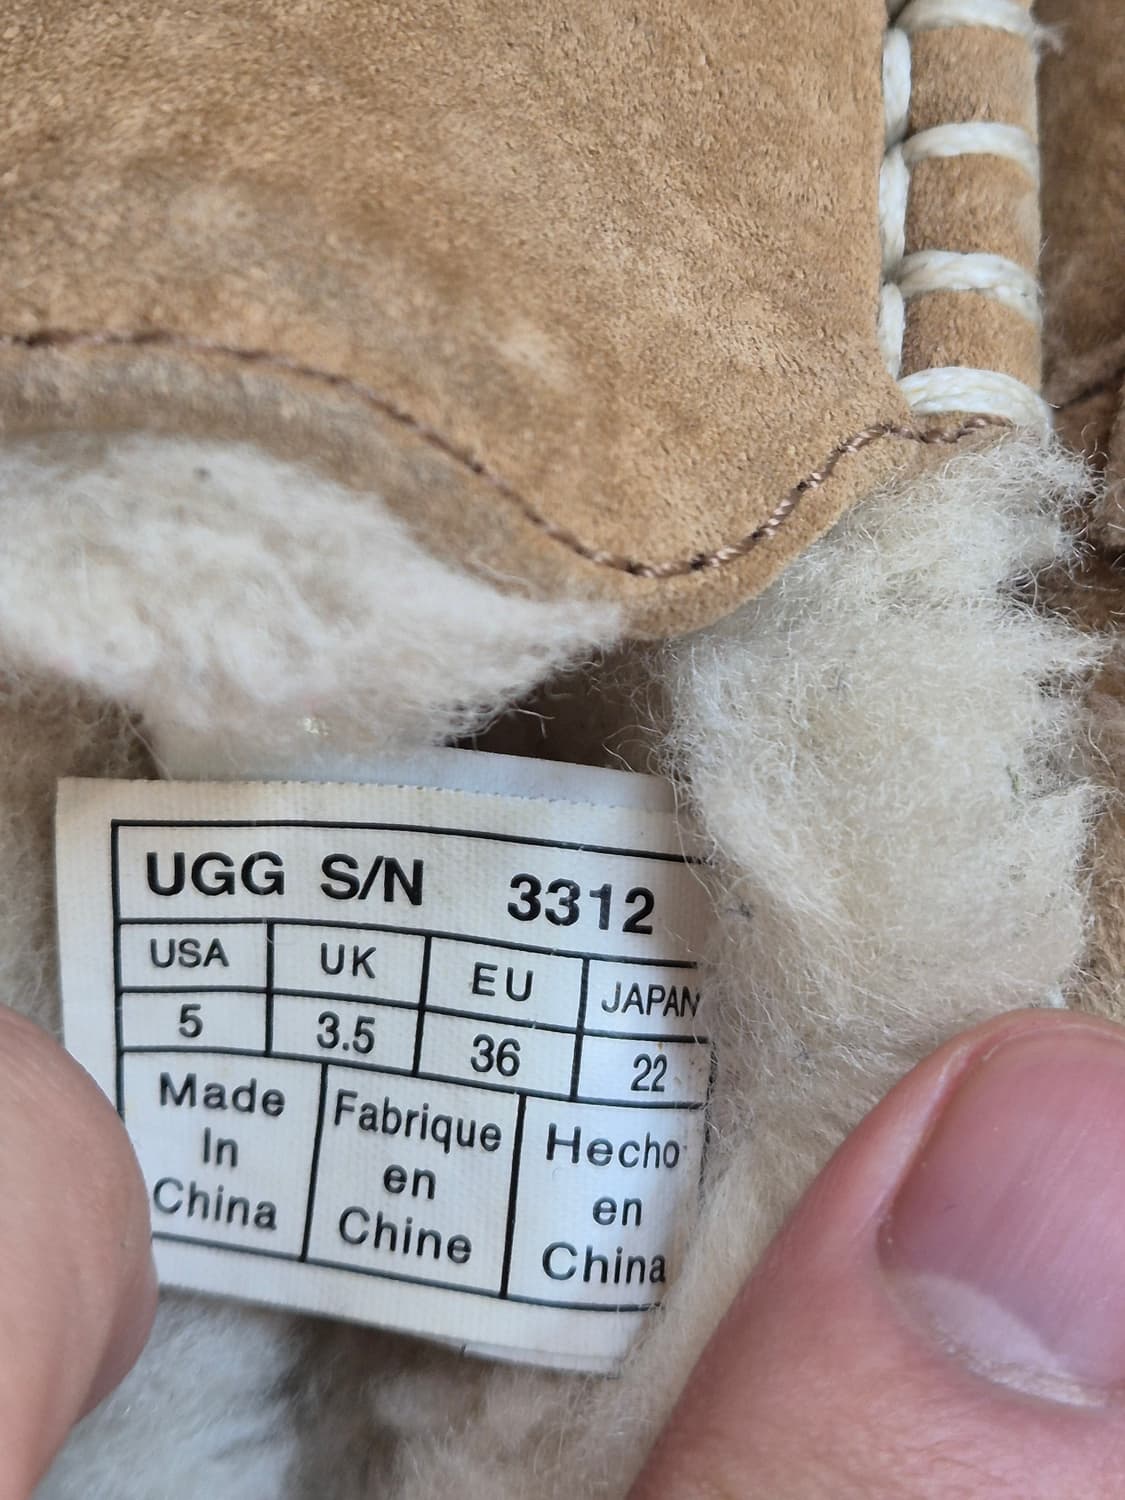 UGG S/N 3312
USA UK EU JAPAN
5 3.5 36 22
Made Fabrique Hecho
In en en
China Chine China